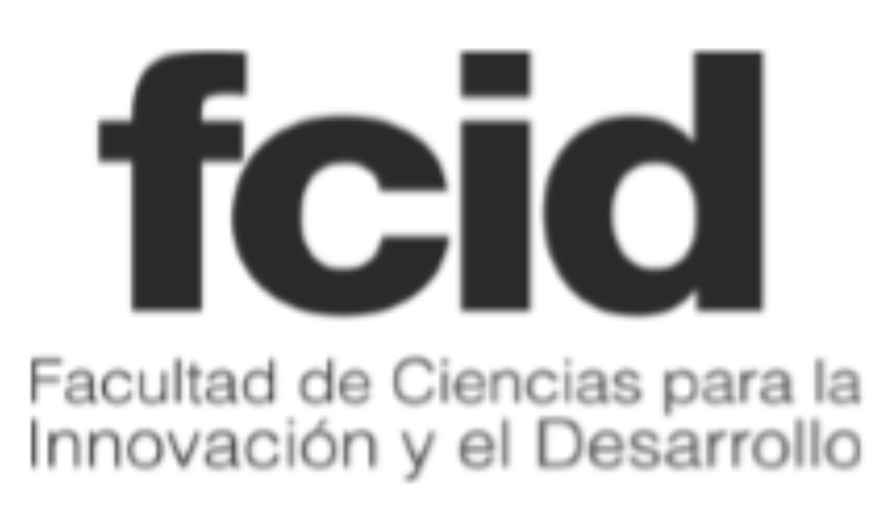 fcid
Facultad de Ciencias para la
Innovación y el Desarrollo